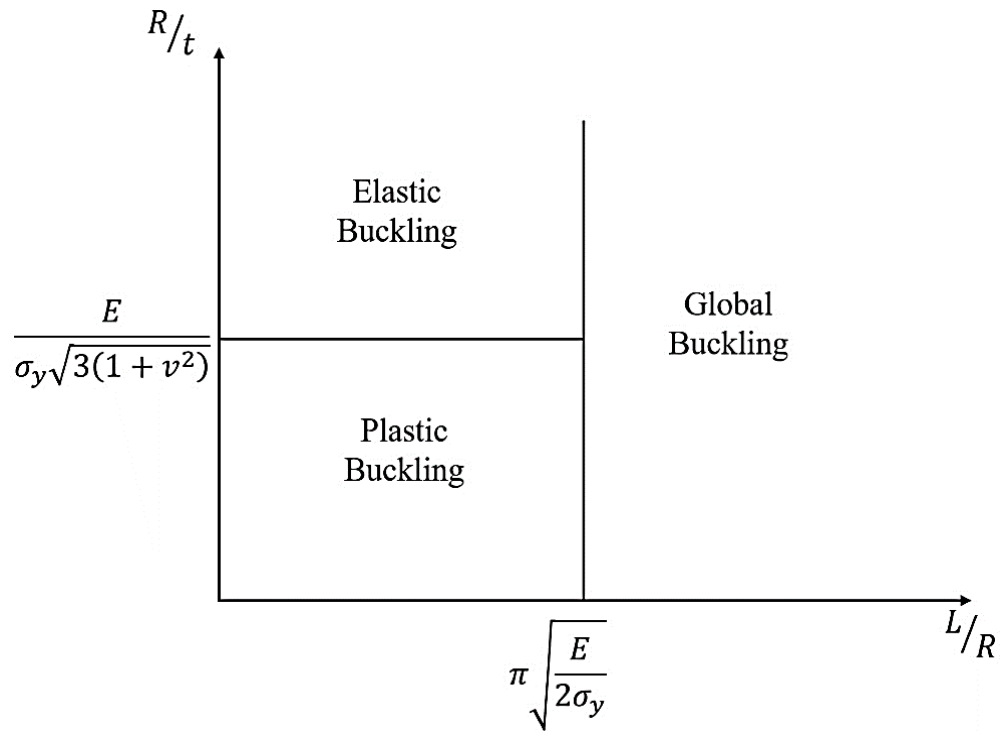 R/t
Elastic
Buckling
Global
Buckling
E
σ_y√3(1 + v²)
Plastic
Buckling
L/R
π√E
2σ_y